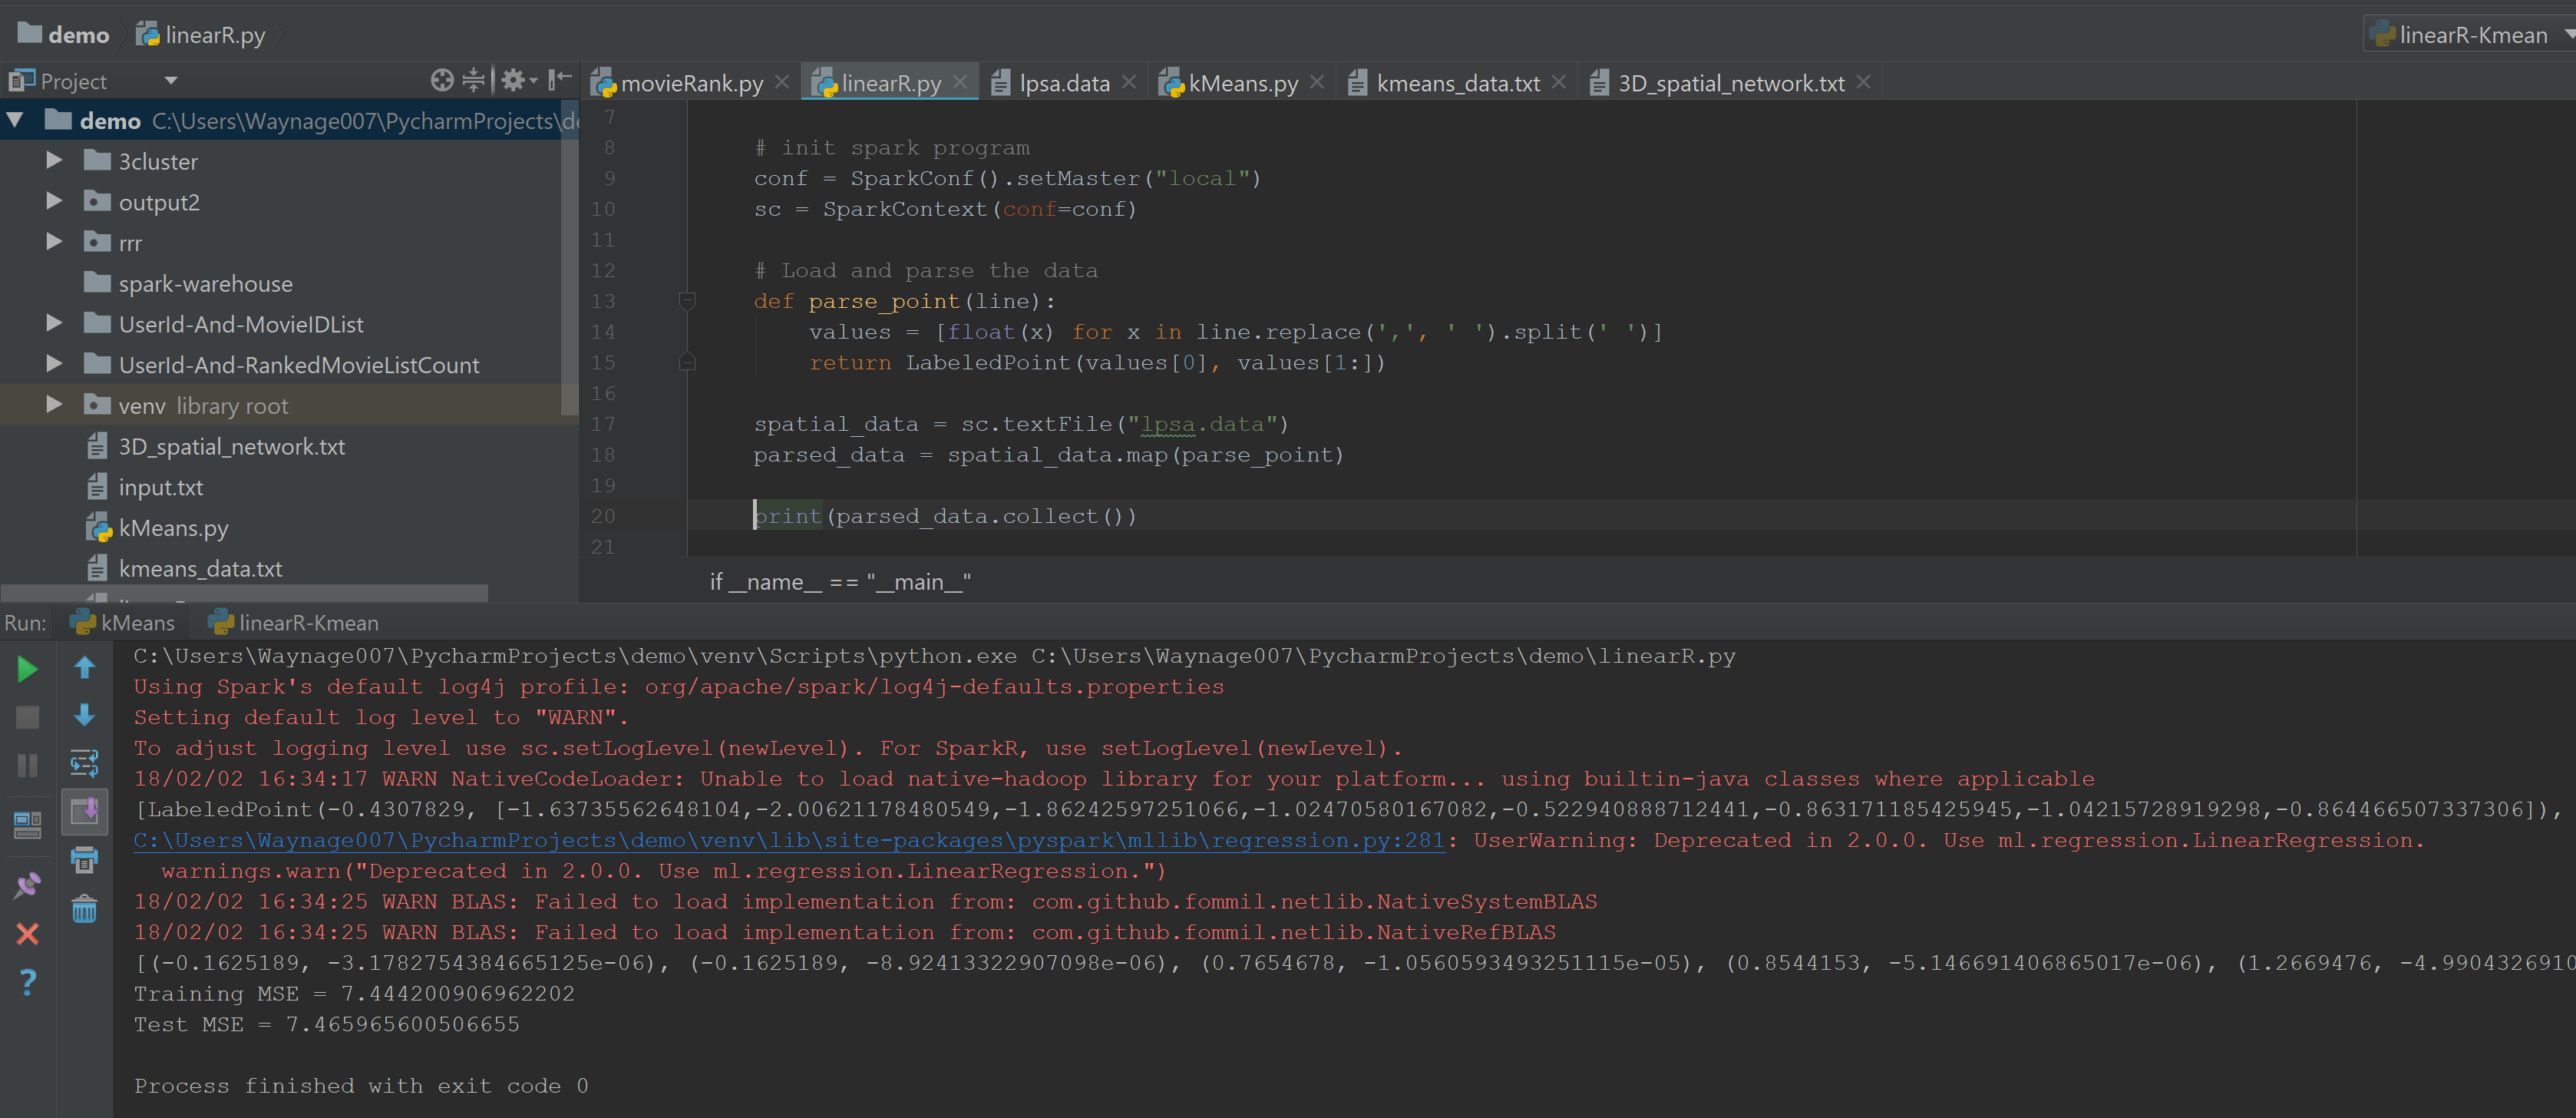 demo linearR.py linearR-Kmean
Project
movieRank.py linearR.py lpsa.data kMeans.py kmeans_data.txt 3D_spatial_network.txt
demo C:\Users\Waynage007\PycharmProjects\de
3cluster
output2
rrr
spark-warehouse
UserId-And-MovieIDList
UserId-And-RankedMovieListCount
venv library root
3D_spatial_network.txt
input.txt
kMeans.py
kmeans_data.txt
7
8 # init spark program
9 conf = SparkConf().setMaster("local")
10 sc = SparkContext(conf=conf)
11
12 # Load and parse the data
13 def parse_point(line):
14 values = [float(x) for x in line.replace(',', ' ').split(' ')]
15 return LabeledPoint(values[0], values[1:])
16
17 spatial_data = sc.textFile("lpsa.data")
18 parsed_data = spatial_data.map(parse_point)
19
20 print(parsed_data.collect())
21
if __name__ == "__main__"
Run: kMeans linearR-Kmean
C:\Users\Waynage007\PycharmProjects\demo\venv\Scripts\python.exe C:\Users\Waynage007\PycharmProjects\demo\linearR.py
Using Spark's default log4j profile: org/apache/spark/log4j-defaults.properties
Setting default log level to "WARN".
To adjust logging level use sc.setLogLevel(newLevel). For SparkR, use setLogLevel(newLevel).
18/02/02 16:34:17 WARN NativeCodeLoader: Unable to load native-hadoop library for your platform... using builtin-java classes where applicable
[LabeledPoint(-0.4307829, [-1.63735562648104,-2.00621178480549,-1.86242597251066,-1.02470580167082,-0.522940888712441,-0.863171185425945,-1.04215728919298,-0.864466507337306]),
C:\Users\Waynage007\PycharmProjects\demo\venv\lib\site-packages\pyspark\mllib\regression.py:281: UserWarning: Deprecated in 2.0.0. Use ml.regression.LinearRegression.
warnings.warn("Deprecated in 2.0.0. Use ml.regression.LinearRegression.")
18/02/02 16:34:25 WARN BLAS: Failed to load implementation from: com.github.fommil.netlib.NativeSystemBLAS
18/02/02 16:34:25 WARN BLAS: Failed to load implementation from: com.github.fommil.netlib.NativeRefBLAS
[(-0.1625189, -3.1782754384665125e-06), (-0.1625189, -8.92413322907098e-06), (0.7654678, -1.0560593493251115e-05), (0.8544153, -5.146691406865017e-06), (1.2669476, -4.9904326910
Training MSE = 7.444200906962202
Test MSE = 7.465965600506655
Process finished with exit code 0